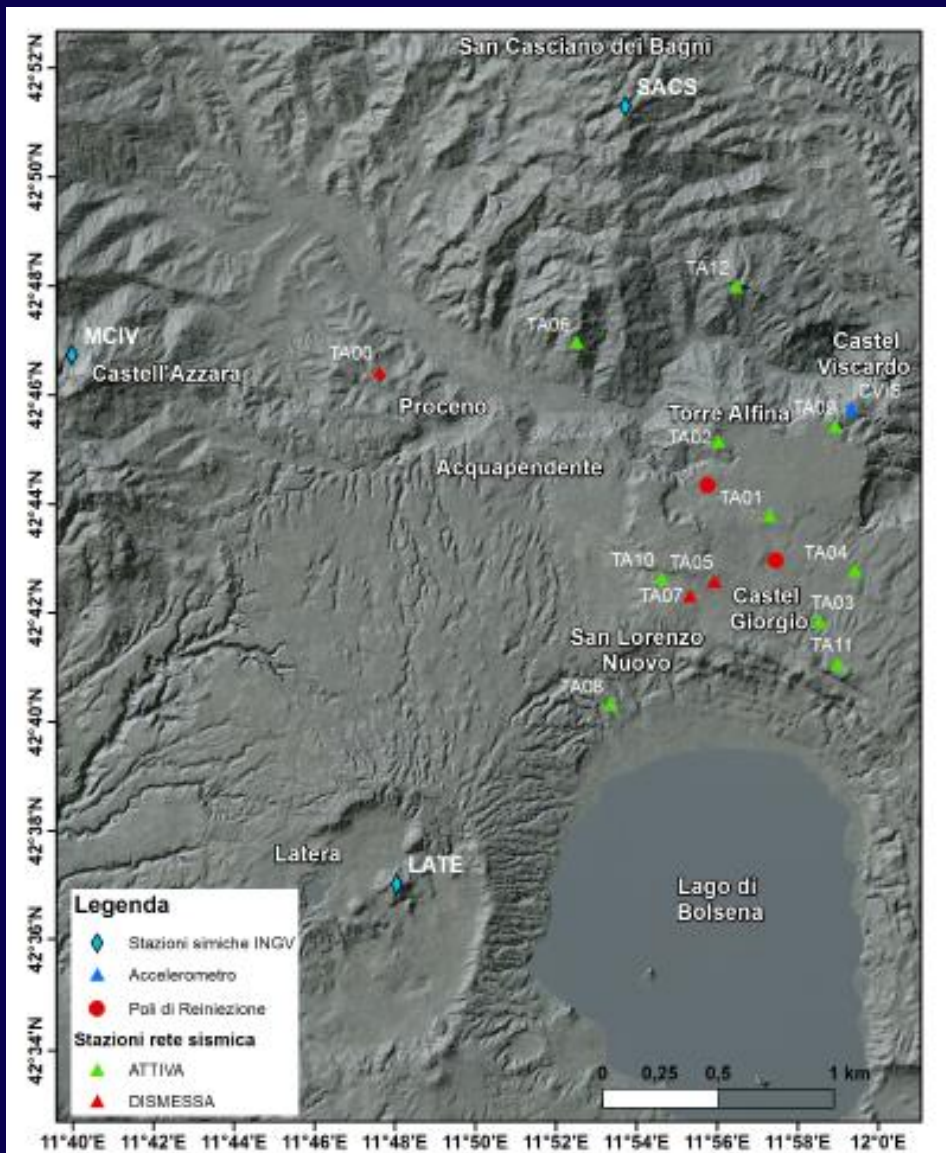 San Casciano dei Bagni
SACS
TA12
MCIV
TA06
Castell'Azzara
TA00
Castel
Viscardo
CVI5
Proceno
TA09
Torre Alfina
TA02
Acquapendente
TA01
TA10
TA05
TA04
TA07
Castel
Giorgio
TA03
San Lorenzo
Nuovo
TA11
TA08
Latera
LATE
Lago di
Bolsena
Legenda
Stazioni simiche INGV
Accelerometro
Poli di Reiniezione
Stazioni rete sismica
ATTIVA
DISMESSA
0 0,25 0,5 1 km
42°52'N
42°50'N
42°48'N
42°46'N
42°44'N
42°42'N
42°40'N
42°38'N
42°36'N
42°34'N
11°40'E 11°42'E 11°44'E 11°46'E 11°48'E 11°50'E 11°52'E 11°54'E 11°56'E 11°58'E 12°0'E